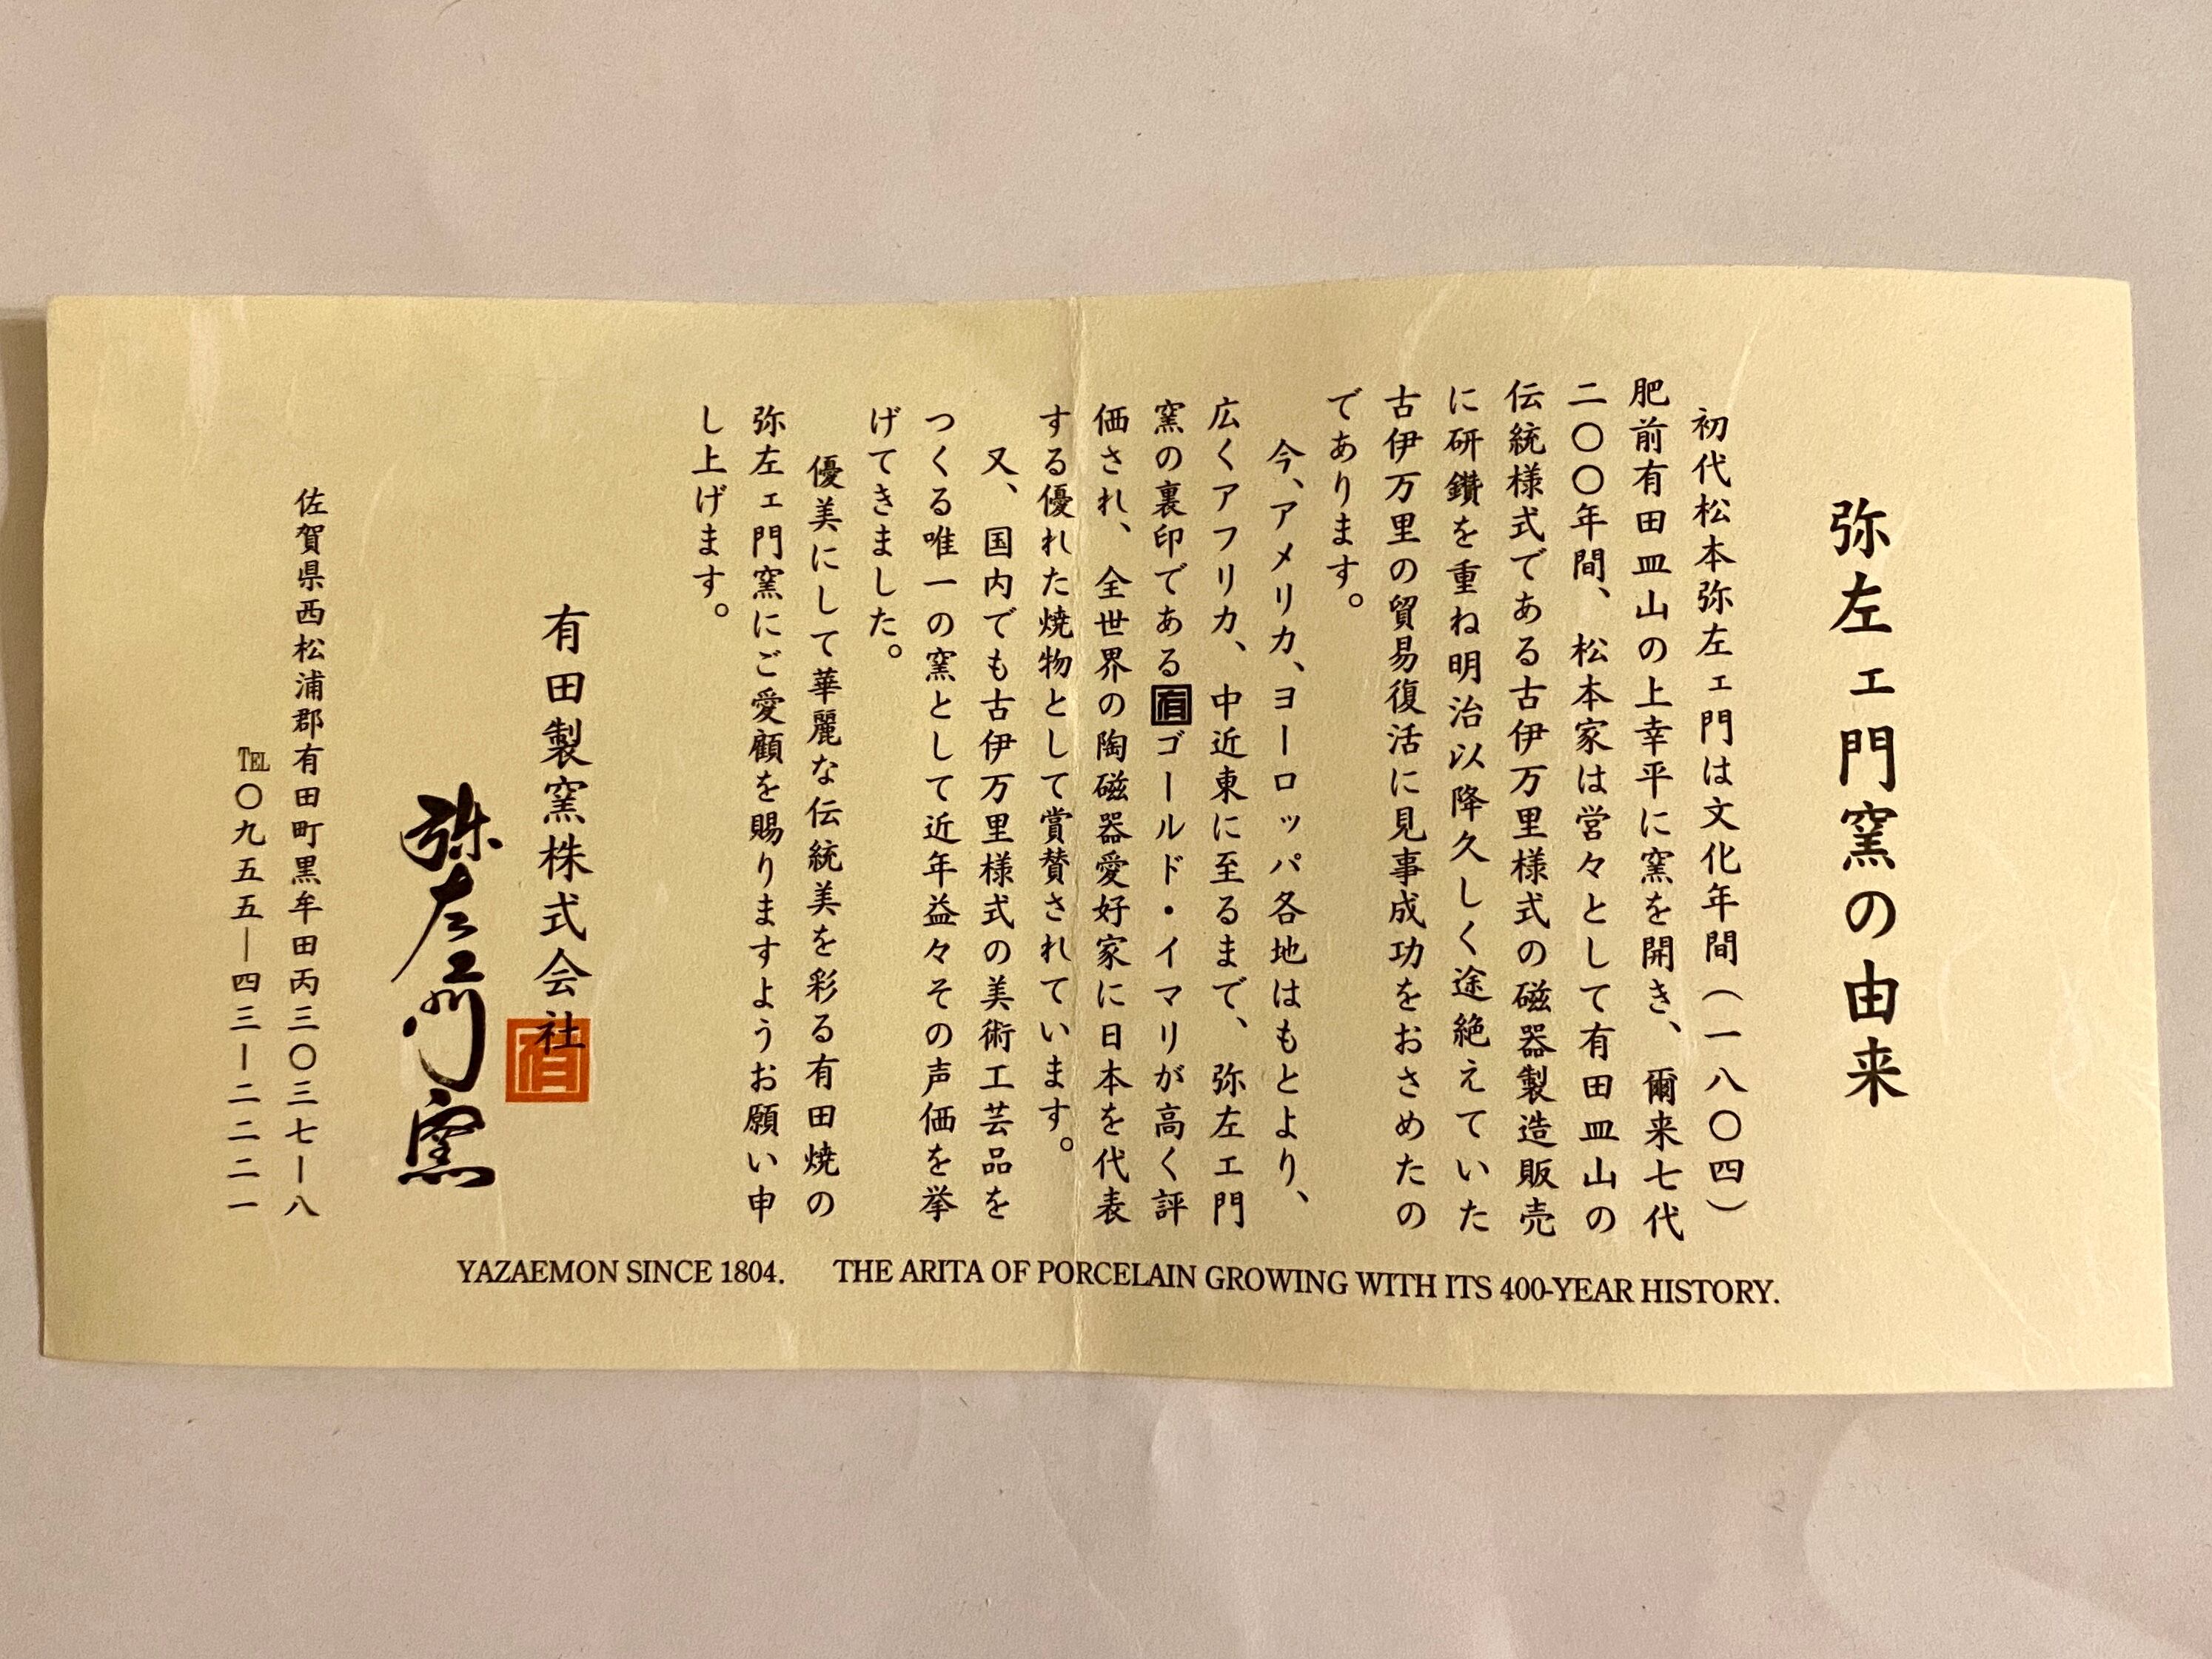 弥左ェ門窯の由来
初代松本弥左ェ門は文化年間（一八〇四）
肥前有田皿山の上幸平に窯を開き、爾来七代
二〇〇年間、松本家は営々として有田皿山の
伝統様式である古伊万里様式の磁器製造販売
に研鑽を重ね明治以降久しく途絶えていた
古伊万里の貿易復活に見事成功をおさめたの
であります。
今、アメリカ、ヨーロッパ各地はもとより、
広くアフリカ、中近東に至るまで、弥左エ門
窯の裏印である有ゴールド・イマリが高く評
価され、全世界の陶磁器愛好家に日本を代表
する優れた焼物として賞賛されています。
又、国内でも古伊万里様式の美術工芸品を
つくる唯一の窯として近年益々その声価を挙
げてきました。
優美にして華麗な伝統美を彩る有田焼の
弥左ェ門窯にご愛顧を賜りますようお願い申
し上げます。
有田製窯株式会社
有
弥左エ門窯
佐賀県西松浦郡有田町黒牟田丙三〇三七ー八
TEL〇九五五―四三ー二二二一
YAZAEMON SINCE 1804. THE ARITA OF PORCELAIN GROWING WITH ITS 400-YEAR HISTORY.